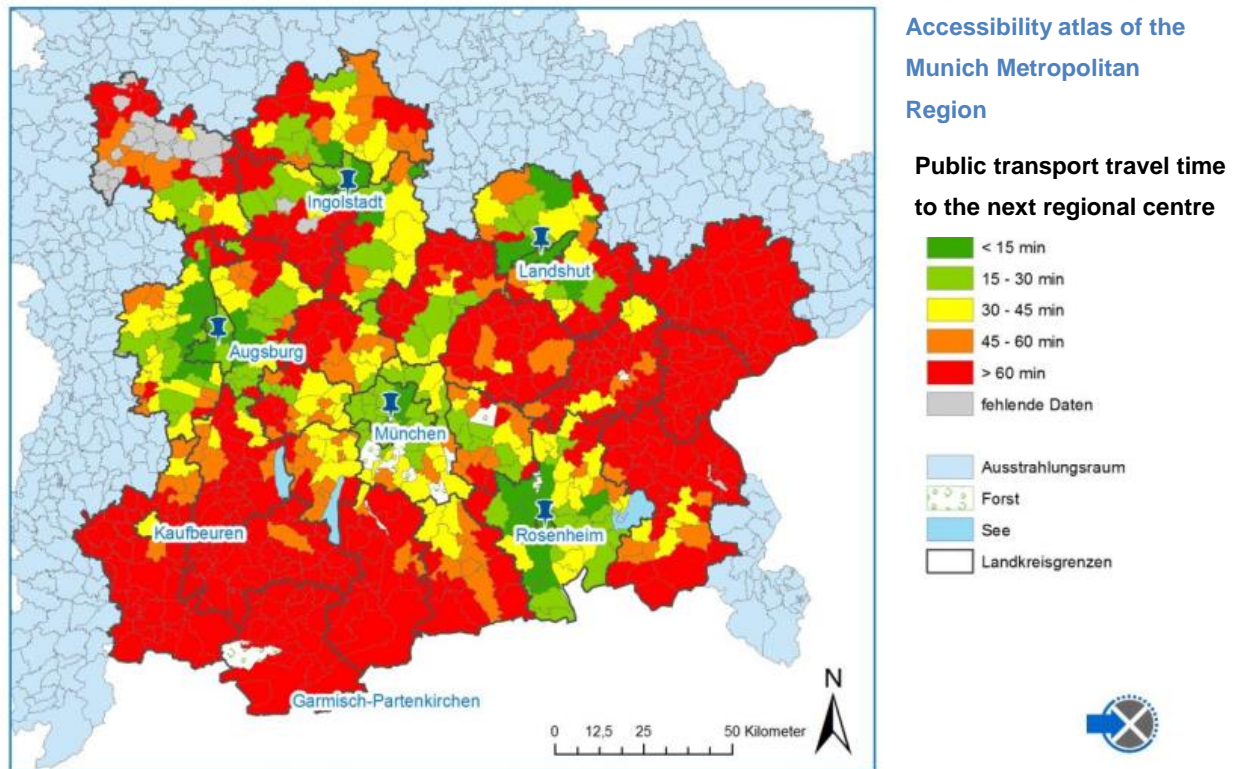 Accessibility atlas of the
Munich Metropolitan
Region
Public transport travel time
to the next regional centre
< 15 min
15 - 30 min
30 - 45 min
45 - 60 min
> 60 min
fehlende Daten
Ausstrahlungsraum
Forst
See
Landkreisgrenzen
Ingolstadt
Landshut
Augsburg
München
Kaufbeuren
Rosenheim
Garmisch-Partenkirchen
N
0 12,5 25 50 Kilometer